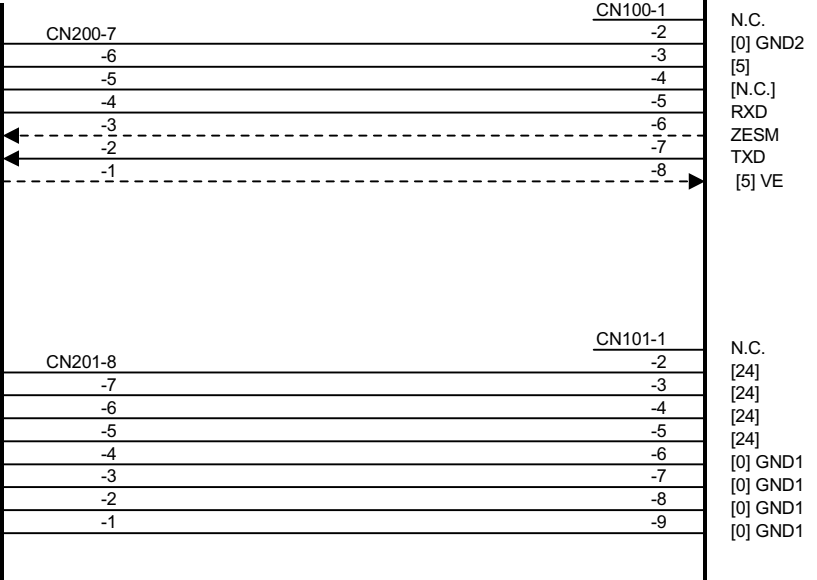 CN100-1 N.C.
CN200-7 -2 [0] GND2
-6 -3 [5]
-5 -4 [N.C.]
-4 -5 RXD
-3 -6 ZESM
-2 -7 TXD
-1 -8 [5] VE
CN101-1 N.C.
CN201-8 -2 [24]
-7 -3 [24]
-6 -4 [24]
-5 -5 [24]
-4 -6 [0] GND1
-3 -7 [0] GND1
-2 -8 [0] GND1
-1 -9 [0] GND1